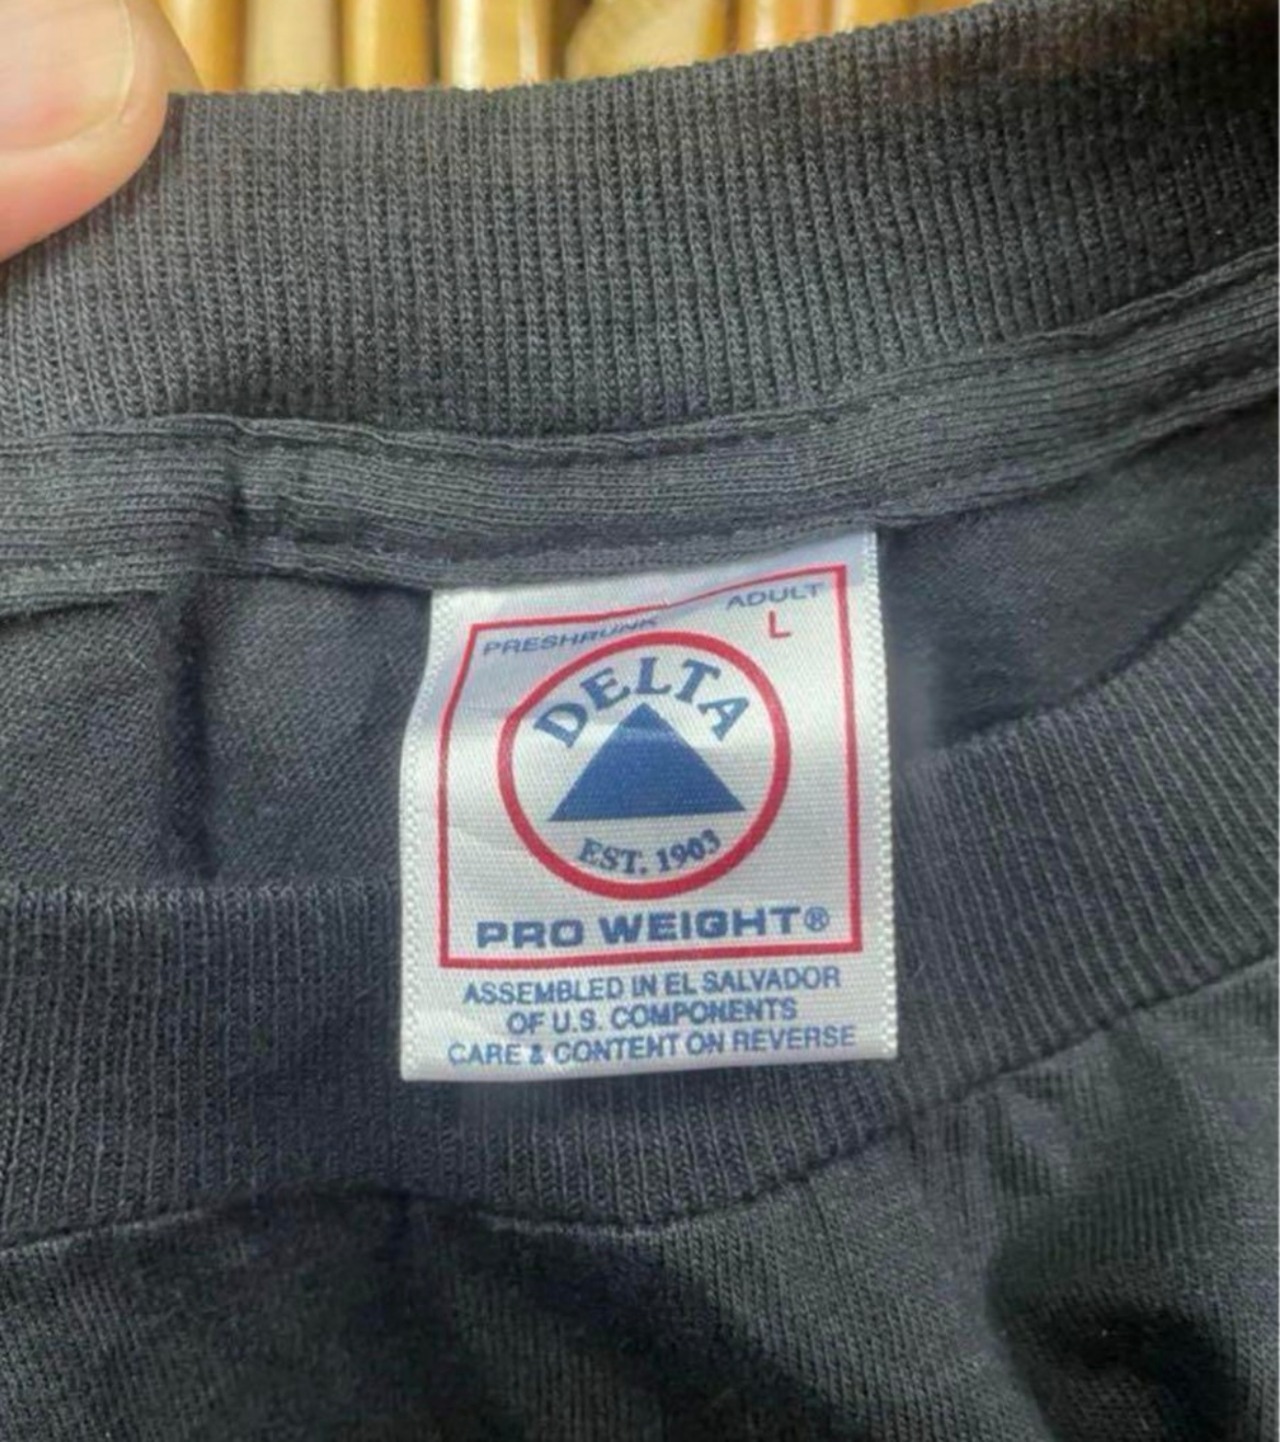 PRESHRUNK ADULT
L
DELTA
EST. 1903
PRO WEIGHT®
ASSEMBLED IN EL SALVADOR
OF U.S. COMPONENTS
CARE & CONTENT ON REVERSE